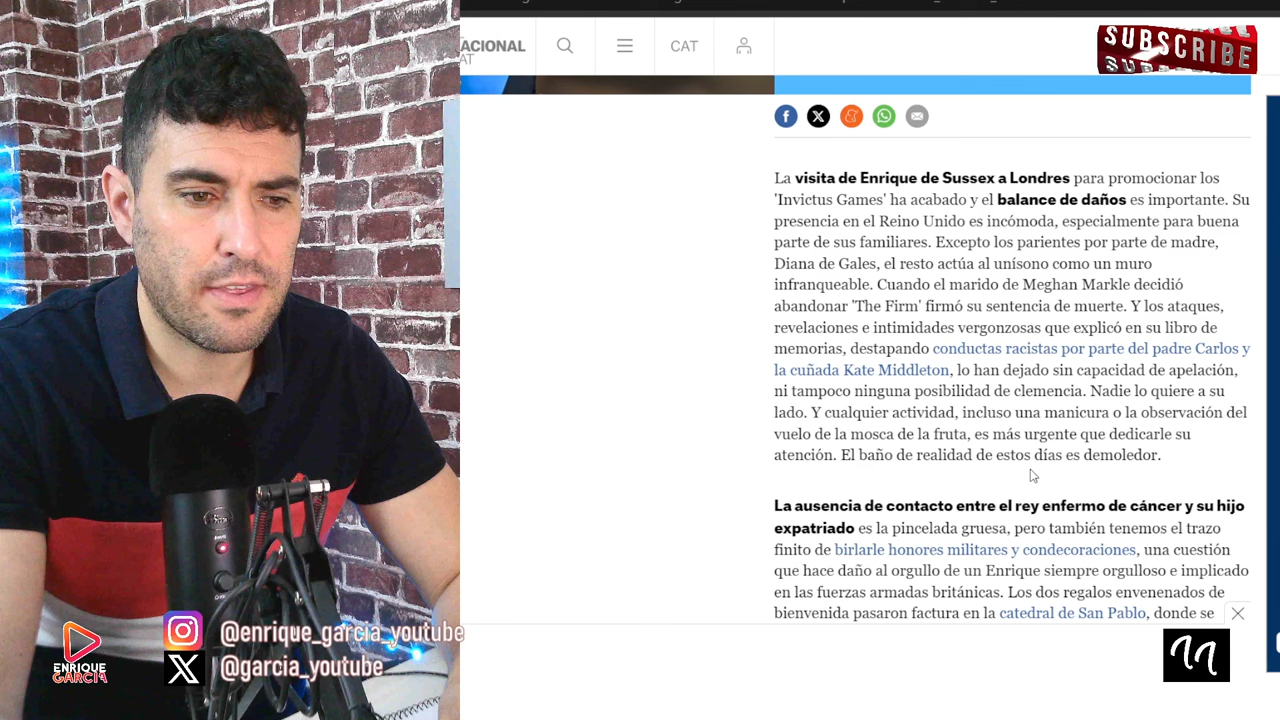 ACIONAL
AT
CAT
SUBSCRIBE
La visita de Enrique de Sussex a Londres para promocionar los
'Invictus Games' ha acabado y el balance de daños es importante. Su
presencia en el Reino Unido es incómoda, especialmente para buena
parte de sus familiares. Excepto los parientes por parte de madre,
Diana de Gales, el resto actúa al unísono como un muro
infranqueable. Cuando el marido de Meghan Markle decidió
abandonar 'The Firm' firmó su sentencia de muerte. Y los ataques,
revelaciones e intimidades vergonzosas que explicó en su libro de
memorias, destapando conductas racistas por parte del padre Carlos y
la cuñada Kate Middleton, lo han dejado sin capacidad de apelación,
ni tampoco ninguna posibilidad de clemencia. Nadie lo quiere a su
lado. Y cualquier actividad, incluso una manicura o la observación del
vuelo de la mosca de la fruta, es más urgente que dedicarle su
atención. El baño de realidad de estos días es demoledor.
La ausencia de contacto entre el rey enfermo de cáncer y su hijo
expatriado es la pincelada gruesa, pero también tenemos el trazo
finito de birlarle honores militares y condecoraciones, una cuestión
que hace daño al orgullo de un Enrique siempre orgulloso e implicado
en las fuerzas armadas británicas. Los dos regalos envenenados de
bienvenida pasaron factura en la catedral de San Pablo, donde se
@enrique_garcia_youtube
@garcia_youtube
ENRIQUE
GARCIA